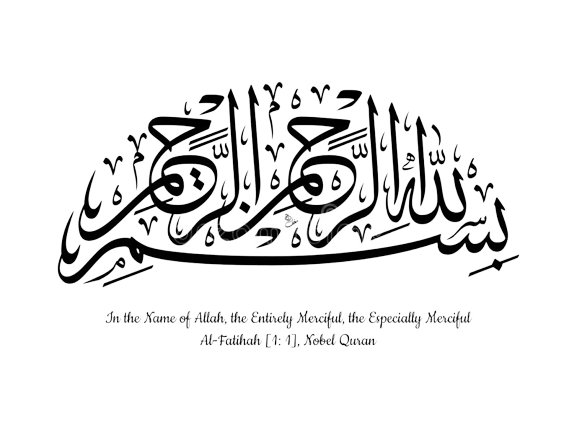 بسم الله الرحمن الرحيم
In the Name of Allah, the Entirely Merciful, the Especially Merciful
Al-Fatihah [1: 1], Nobel Quran